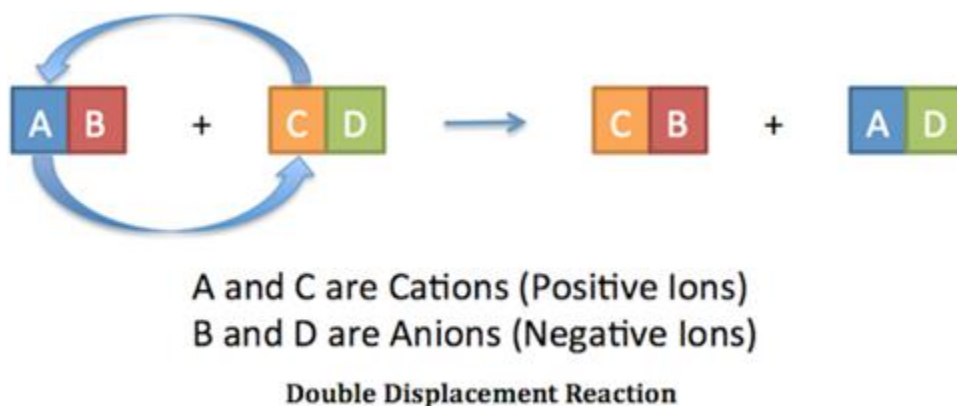 A B + C D → C B + A D
A and C are Cations (Positive Ions)
B and D are Anions (Negative Ions)
Double Displacement Reaction